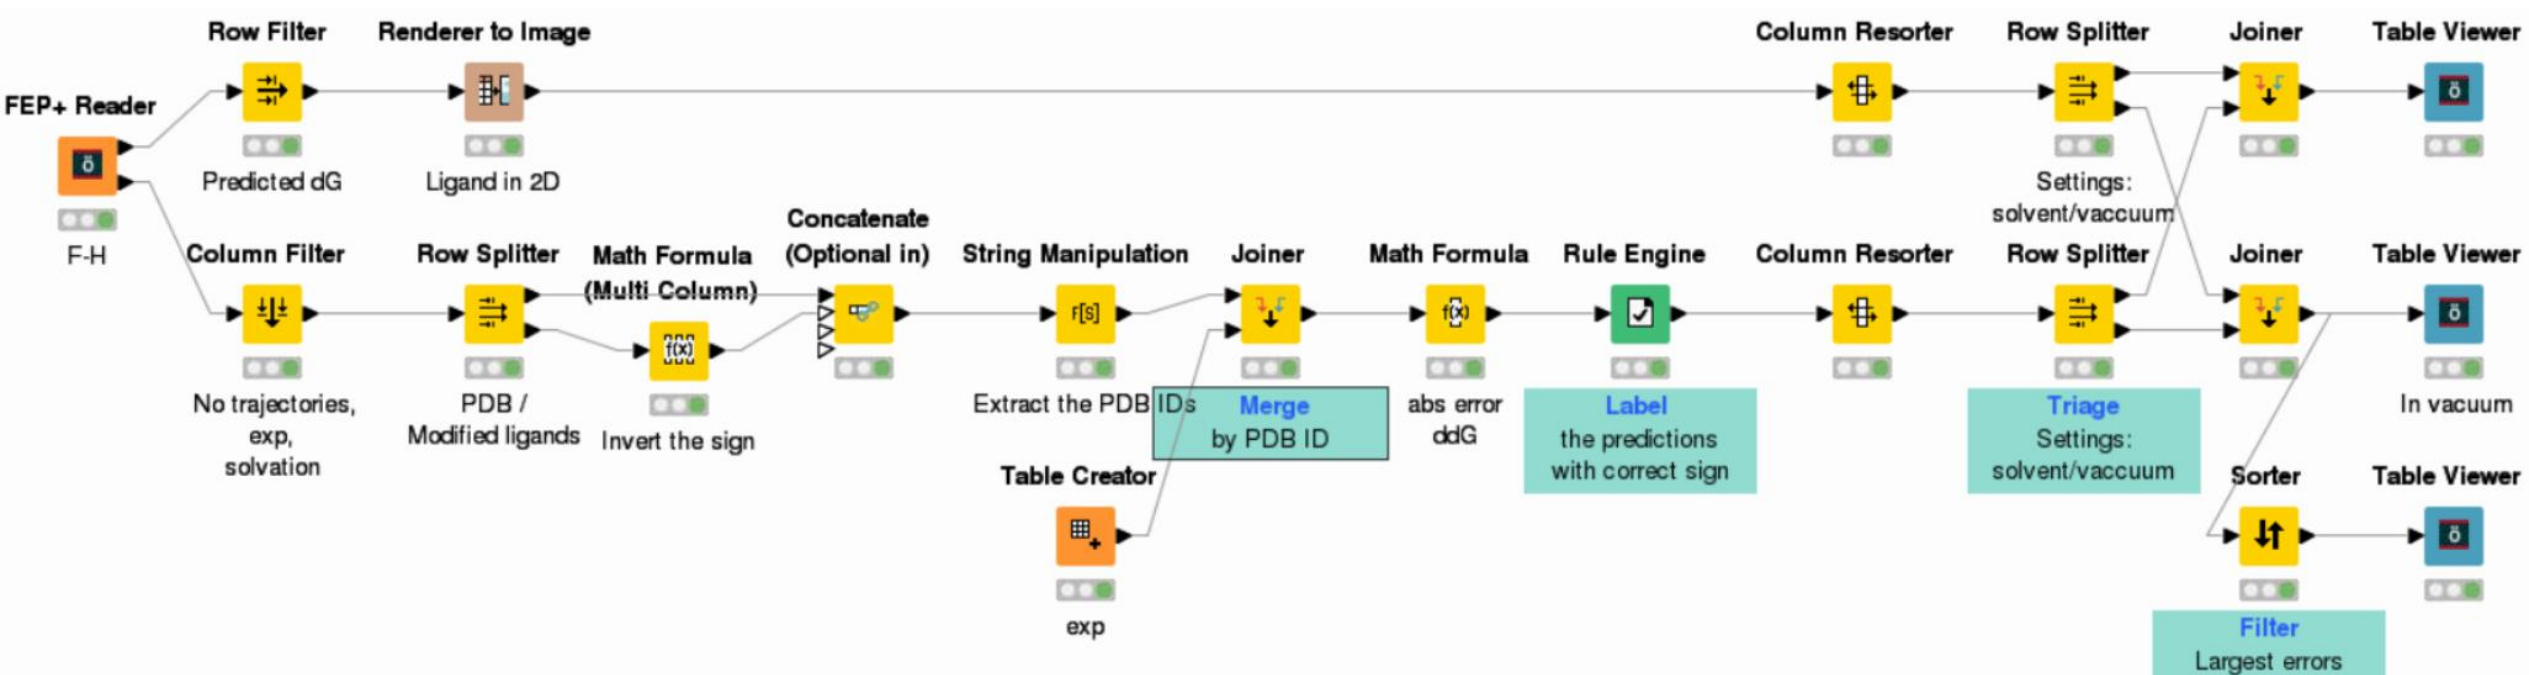 Row Filter
Renderer to Image
Column Resorter
Row Splitter
Joiner
Table Viewer
FEP+ Reader
Predicted dG
Ligand in 2D
Settings:
solvent/vaccuum
F-H
Column Filter
Row Splitter
Math Formula
(Multi Column)
Concatenate
(Optional in)
String Manipulation
Joiner
Math Formula
Rule Engine
Column Resorter
Row Splitter
Joiner
Table Viewer
F[S]
f(x)
f(x)
No trajectories,
exp,
solvation
PDB /
Modified ligands
Invert the sign
Extract the PDB IDs
Merge
by PDB ID
abs error
ddG
Label
the predictions
with correct sign
Triage
Settings:
solvent/vaccuum
In vacuum
Table Creator
exp
Sorter
Table Viewer
Filter
Largest errors